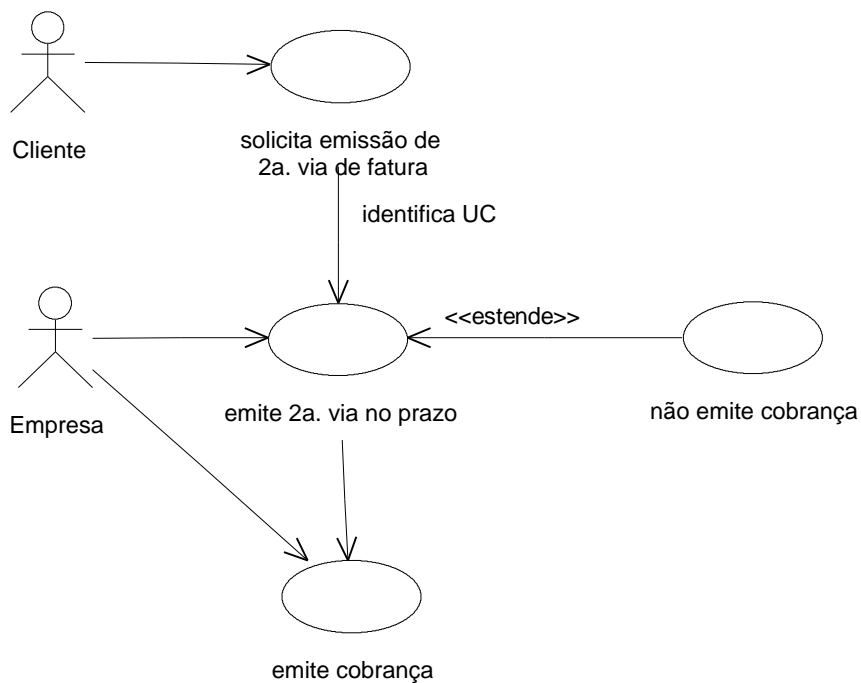 Cliente
solicita emissão de
2a. via de fatura
identifica UC
<<estende>>
Empresa
emite 2a. via no prazo
não emite cobrança
emite cobrança